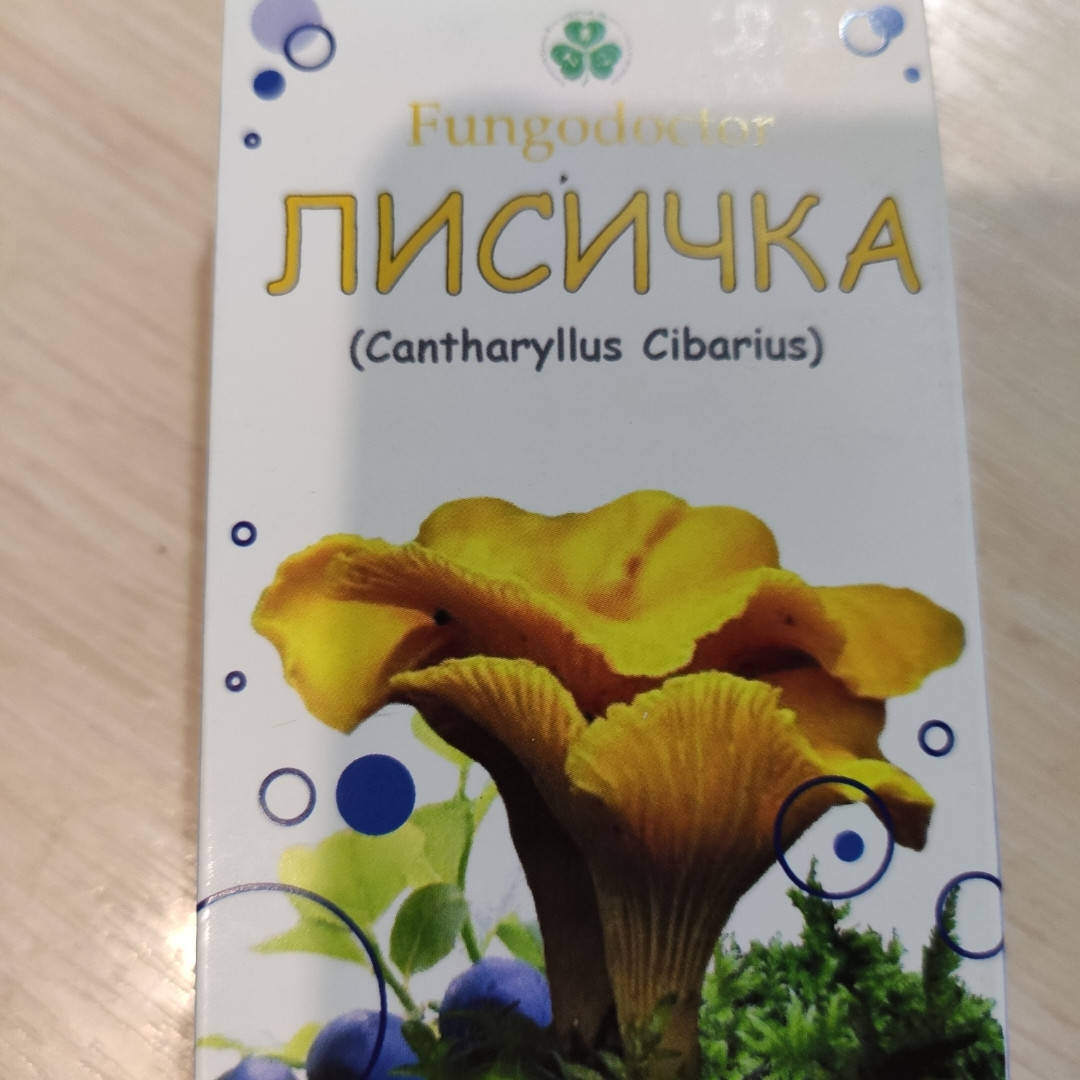 Fungodoctor
ЛИСИЧКА
(Cantharyllus Cibarius)